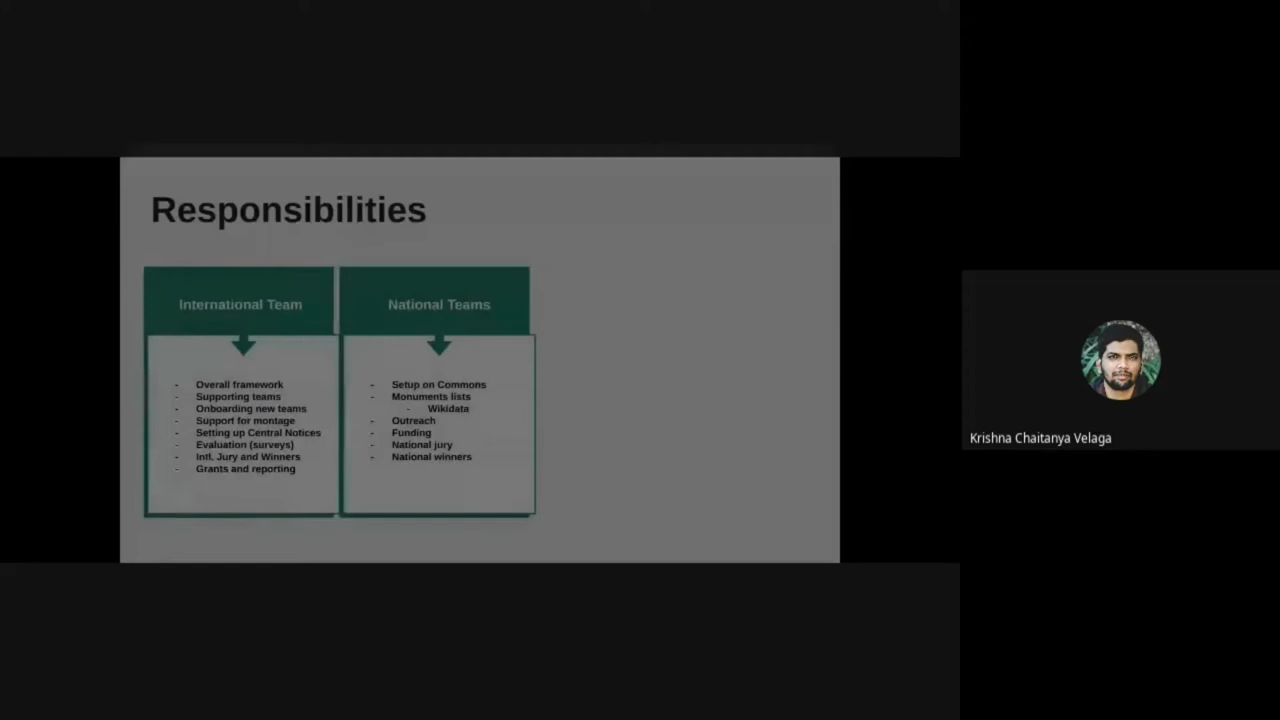 Responsibilities
International Team
- Overall framework
- Supporting teams
- Onboarding new teams
- Support for montage
- Setting up Central Notices
- Evaluation (surveys)
- Intl. Jury and Winners
- Grants and reporting
National Teams
- Setup on Commons
- Monuments lists
- Wikidata
- Outreach
- Funding
- National jury
- National winners
Krishna Chaitanya Velaga